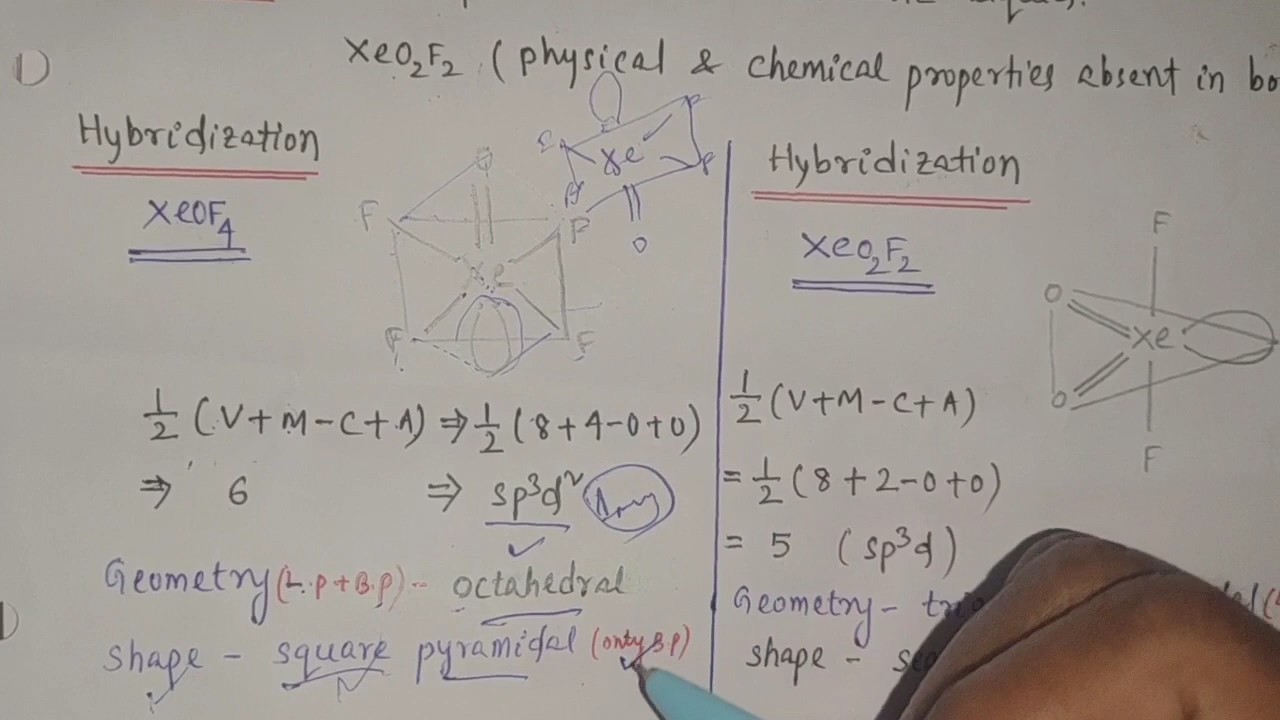 XeO₂F₂ (physical & chemical properties absent in bo
Hybridization
XeOF₄
O
F F
Xe
F F
F F
Xe
F F
O
½ (V+M-C+A) ⇒ ½ (8+4-0+0)
⇒ 6 ⇒ sp³d²
Geometry (L.P+B.P) - octahedral
shape - square pyramidal (only B.P)
Hybridization
XeO₂F₂
F
O
Xe
O
F
½ (V+M-C+A)
= ½ (8+2-0+0)
= 5 (sp³d)
Geometry-
shape -